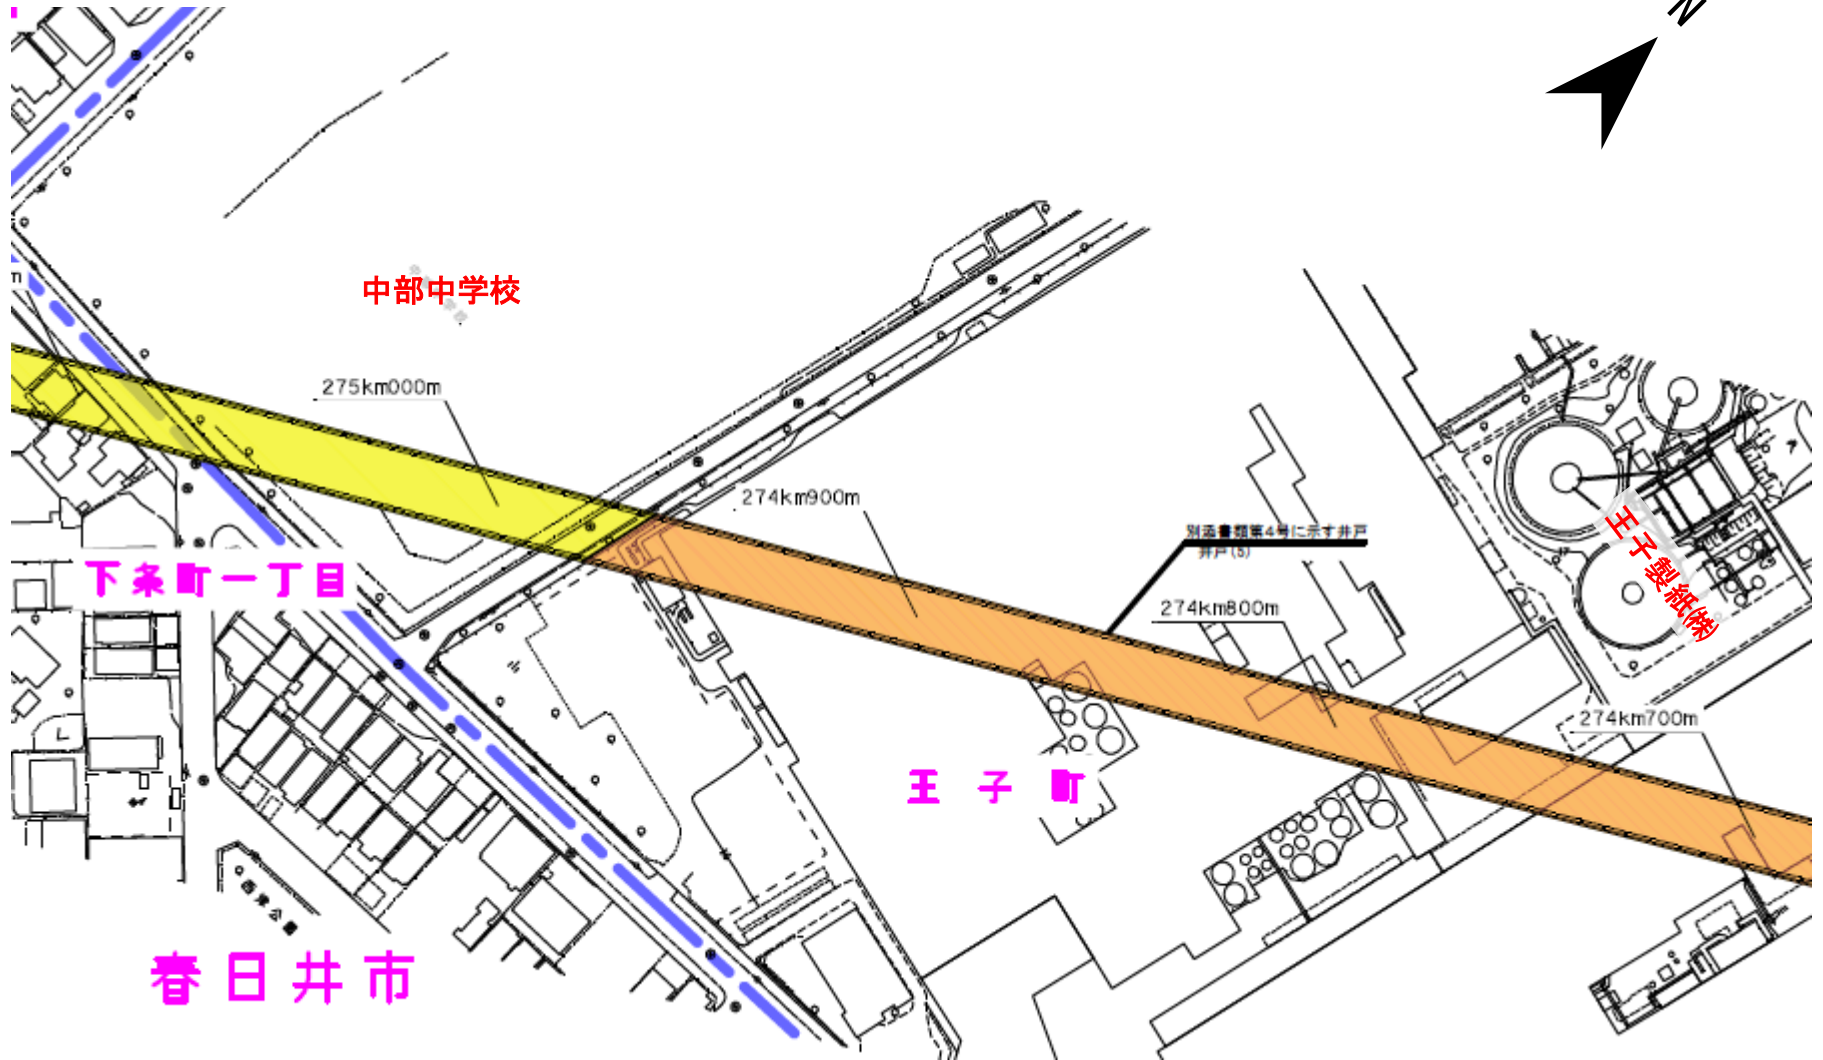 N
m
中部中学校
275km000m
274km900m
別添書類第4号に示す井戸
井戸(5)
274km800m
王子製紙㈱
下条町一丁目
274km700m
王子町
春日井市